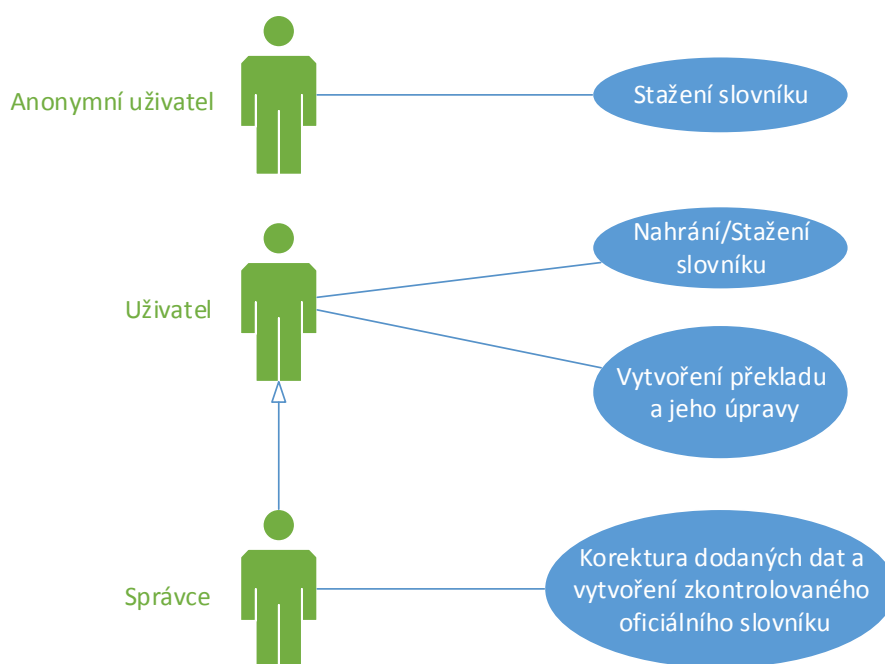 Anonymní uživatel
Stažení slovníku
Nahrání/Stažení
slovníku
Uživatel
Vytvoření překladu
a jeho úpravy
Správce
Korektura dodaných dat a
vytvoření zkontrolovaného
oficiálního slovníku